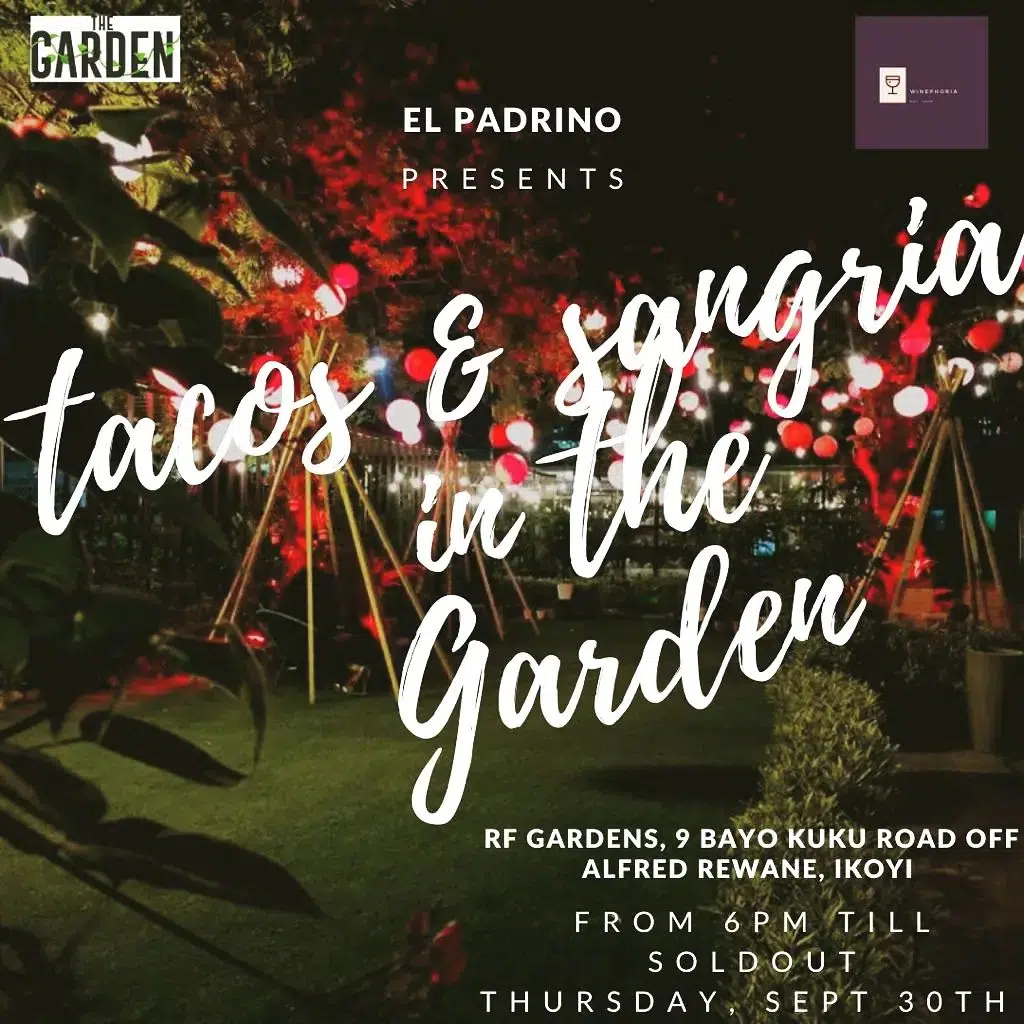 THE
GARDEN
WINEPHORIA
EL PADRINO
PRESENTS
tacos & sangria
in the
Garden
RF GARDENS, 9 BAYO KUKU ROAD OFF
ALFRED REWANE, IKOYI
FROM 6PM TILL
SOLDOUT
THURSDAY, SEPT 30TH